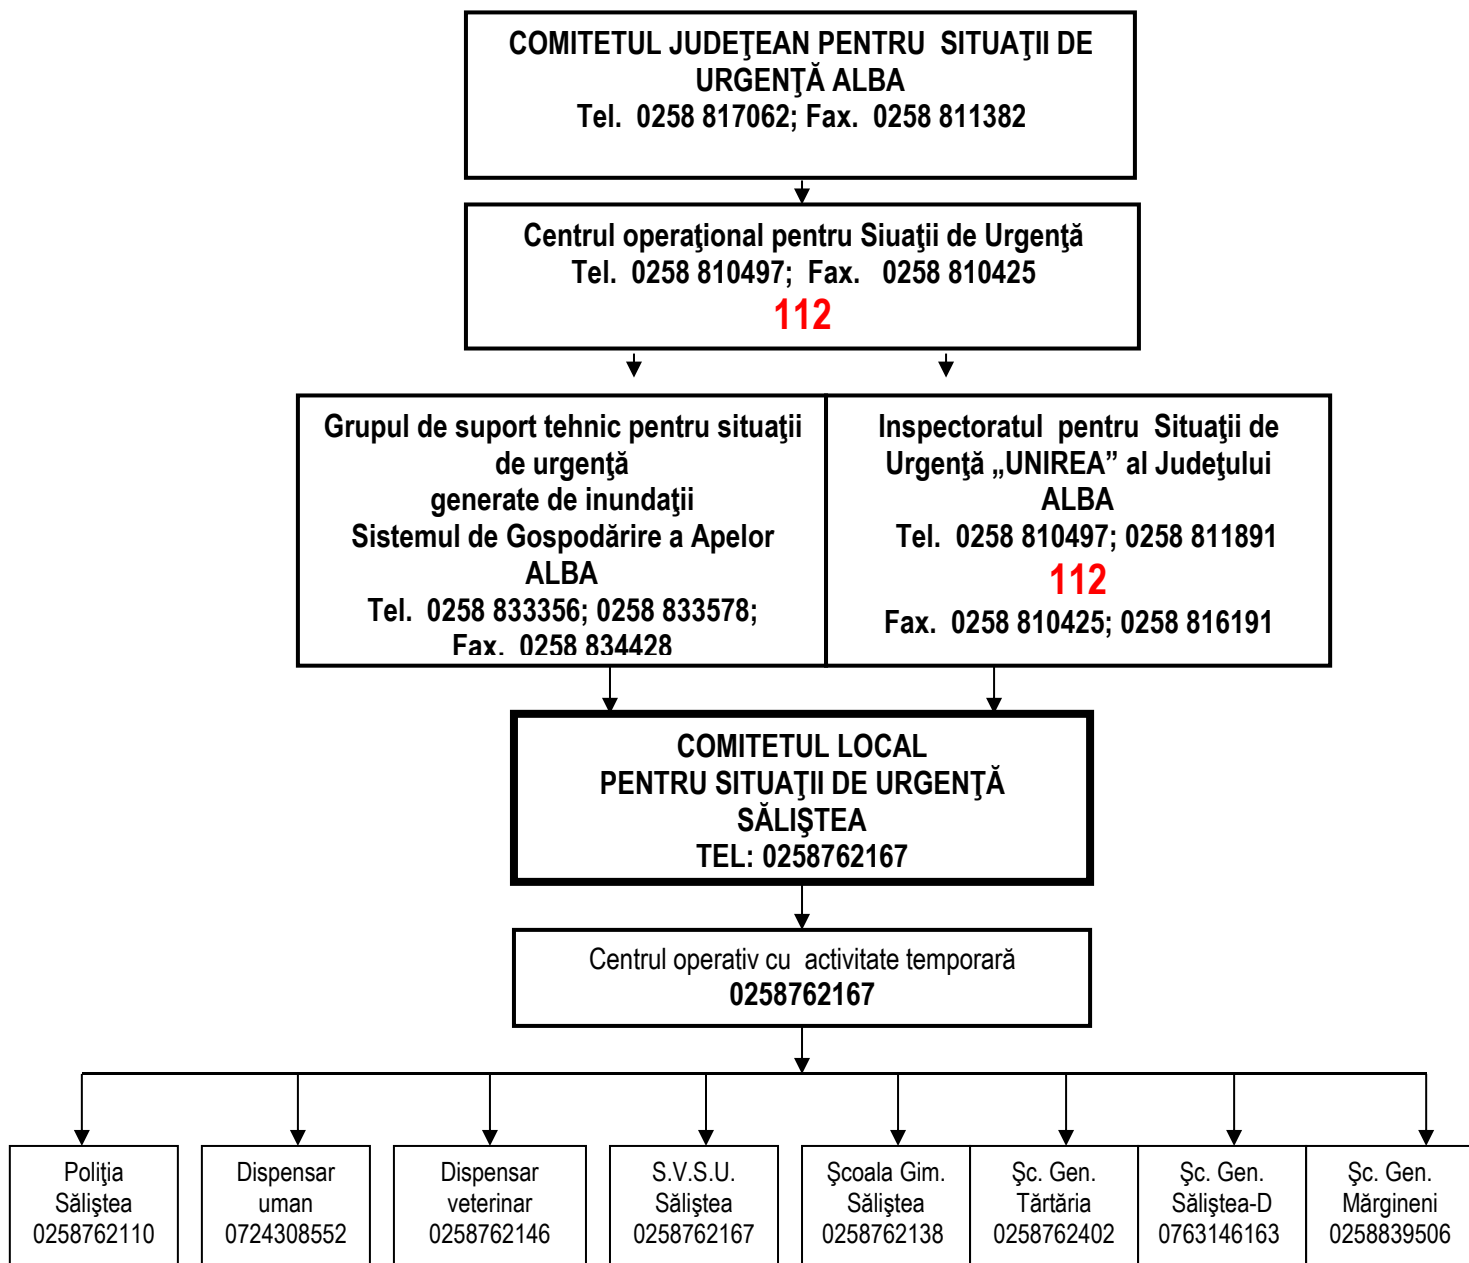 COMITETUL JUDEŢEAN PENTRU SITUAŢII DE
URGENŢĂ ALBA
Tel. 0258 817062; Fax. 0258 811382
Centrul operaţional pentru Siuaţii de Urgenţă
Tel. 0258 810497; Fax. 0258 810425
112
Grupul de suport tehnic pentru situaţii
de urgenţă
generate de inundaţii
Sistemul de Gospodărire a Apelor
ALBA
Tel. 0258 833356; 0258 833578;
Fax. 0258 834428
Inspectoratul pentru Situaţii de
Urgenţă „UNIREA” al Judeţului
ALBA
Tel. 0258 810497; 0258 811891
112
Fax. 0258 810425; 0258 816191
COMITETUL LOCAL
PENTRU SITUAŢII DE URGENŢĂ
SĂLIŞTEA
TEL: 0258762167
Centrul operativ cu activitate temporară
0258762167
Poliţia
Săliştea
0258762110
Dispensar
uman
0724308552
Dispensar
veterinar
0258762146
S.V.S.U.
Săliştea
0258762167
Şcoala Gim.
Săliştea
0258762138
Şc. Gen.
Tărtăria
0258762402
Şc. Gen.
Săliştea-D
0763146163
Şc. Gen.
Mărgineni
0258839506